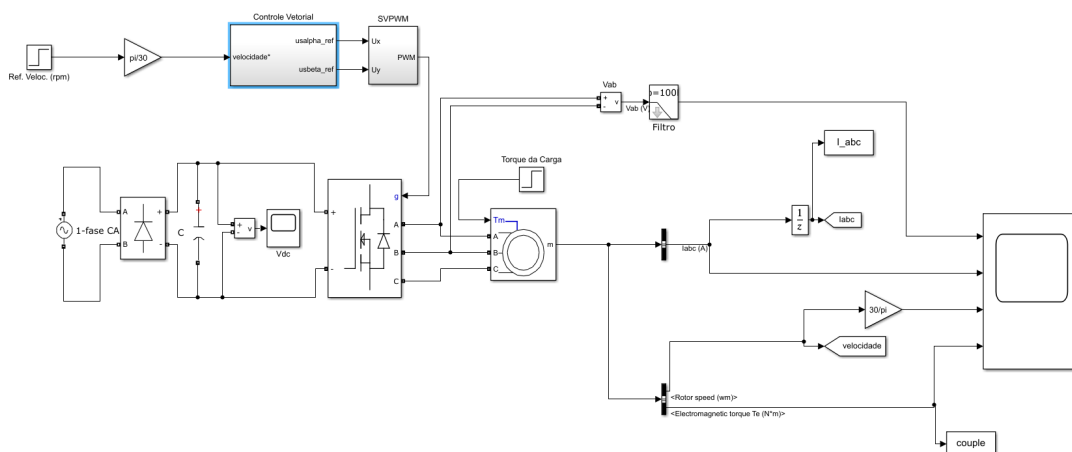 Controle Vetorial
SVPWM
usalpha_ref
velocidade*
usbeta_ref
Ux
PWM
Uy
pi/30
Ref. Veloc. (rpm)
Vab
+
-
v
Vab (V
o=100
Filtro
I_abc
Torque da Carga
1
z
Iabc
Iabc (A)
1-fase CA
A
B
+
-
C
+
+
-
v
Vdc
g
+
-
A
B
C
Tm
A
B
C
m
30/pi
velocidade
<Rotor speed (wm)>
<Electromagnetic torque Te (N*m)>
couple